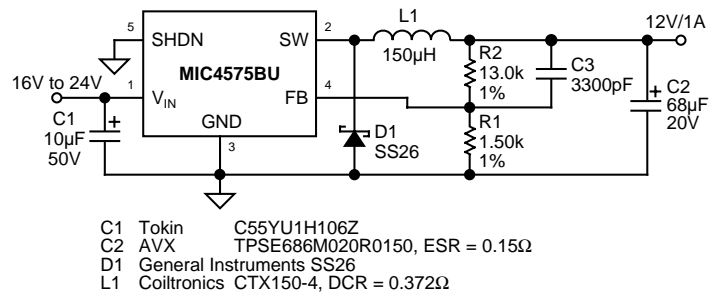 L1
12V/1A
5
SHDN
SW
2
150µH
R2
13.0k
1%
C3
3300pF
MIC4575BU
16V to 24V
1
VIN
FB
4
C2
68µF
20V
+
C1
10µF
50V
+
GND
3
D1
SS26
R1
1.50k
1%
C1 Tokin C55YU1H106Z
C2 AVX TPSE686M020R0150, ESR = 0.15Ω
D1 General Instruments SS26
L1 Coiltronics CTX150-4, DCR = 0.372Ω